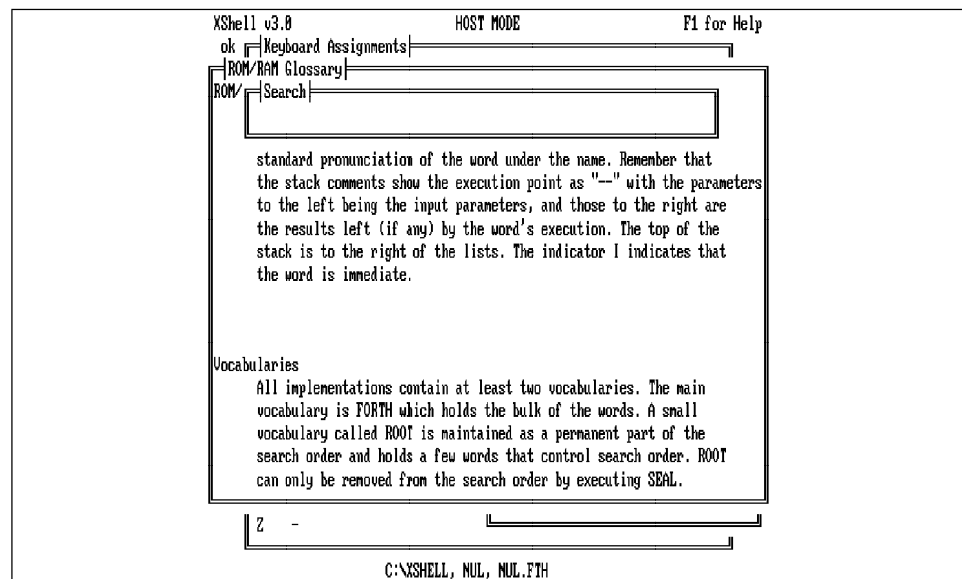 XShell v3.0 HOST MODE F1 for Help
ok Keyboard Assignments
ROM/RAM Glossary
ROM/ Search
standard pronunciation of the word under the name. Remember that
the stack comments show the execution point as "--" with the parameters
to the left being the input parameters, and those to the right are
the results left (if any) by the word's execution. The top of the
stack is to the right of the lists. The indicator I indicates that
the word is immediate.
Vocabularies
All implementations contain at least two vocabularies. The main
vocabulary is FORTH which holds the bulk of the words. A small
vocabulary called ROOT is maintained as a permanent part of the
search order and holds a few words that control search order. ROOT
can only be removed from the search order by executing SEAL.
Z -
C:\XSHELL, NUL, NUL.FTH